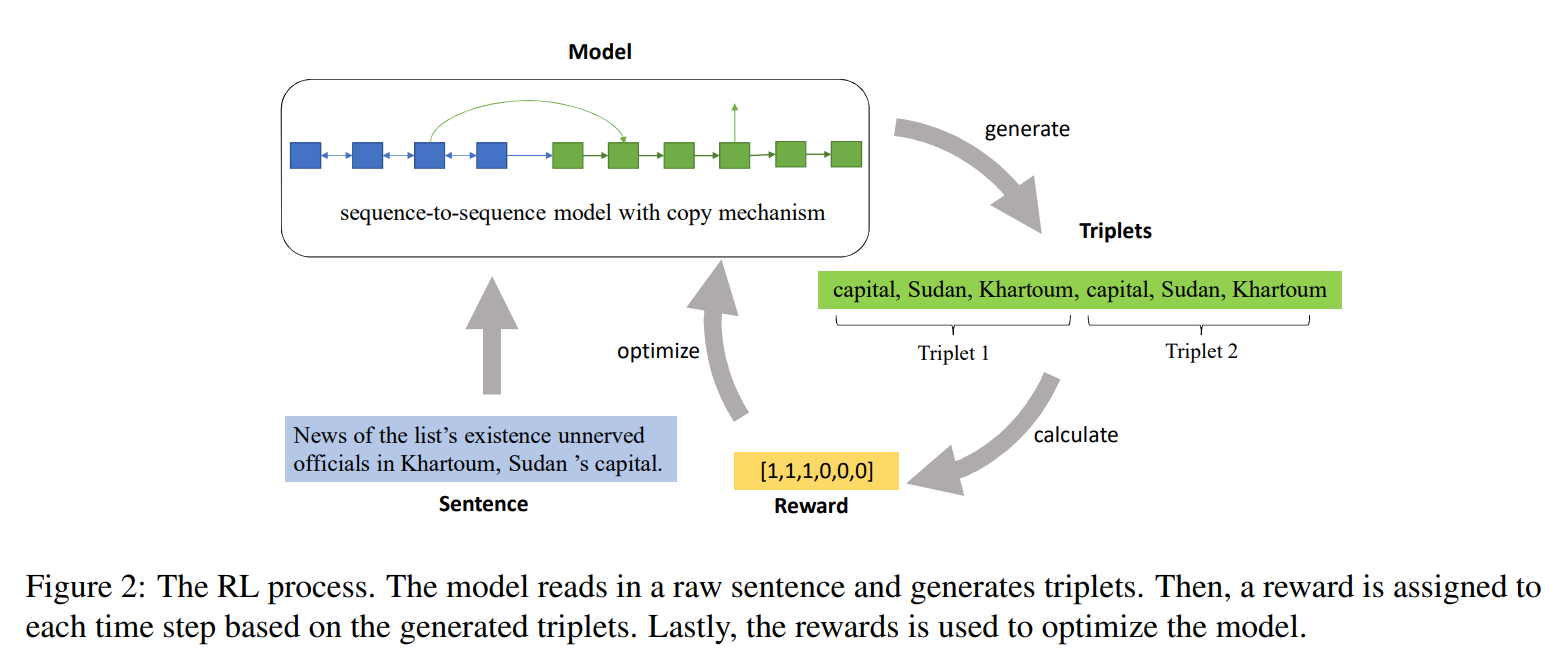 Model
sequence-to-sequence model with copy mechanism
generate
Triplets
capital, Sudan, Khartoum, capital, Sudan, Khartoum
Triplet 1
Triplet 2
calculate
optimize
News of the list’s existence unnerved
officials in Khartoum, Sudan ’s capital.
Sentence
[1,1,1,0,0,0]
Reward
Figure 2: The RL process. The model reads in a raw sentence and generates triplets. Then, a reward is assigned to
each time step based on the generated triplets. Lastly, the rewards is used to optimize the model.